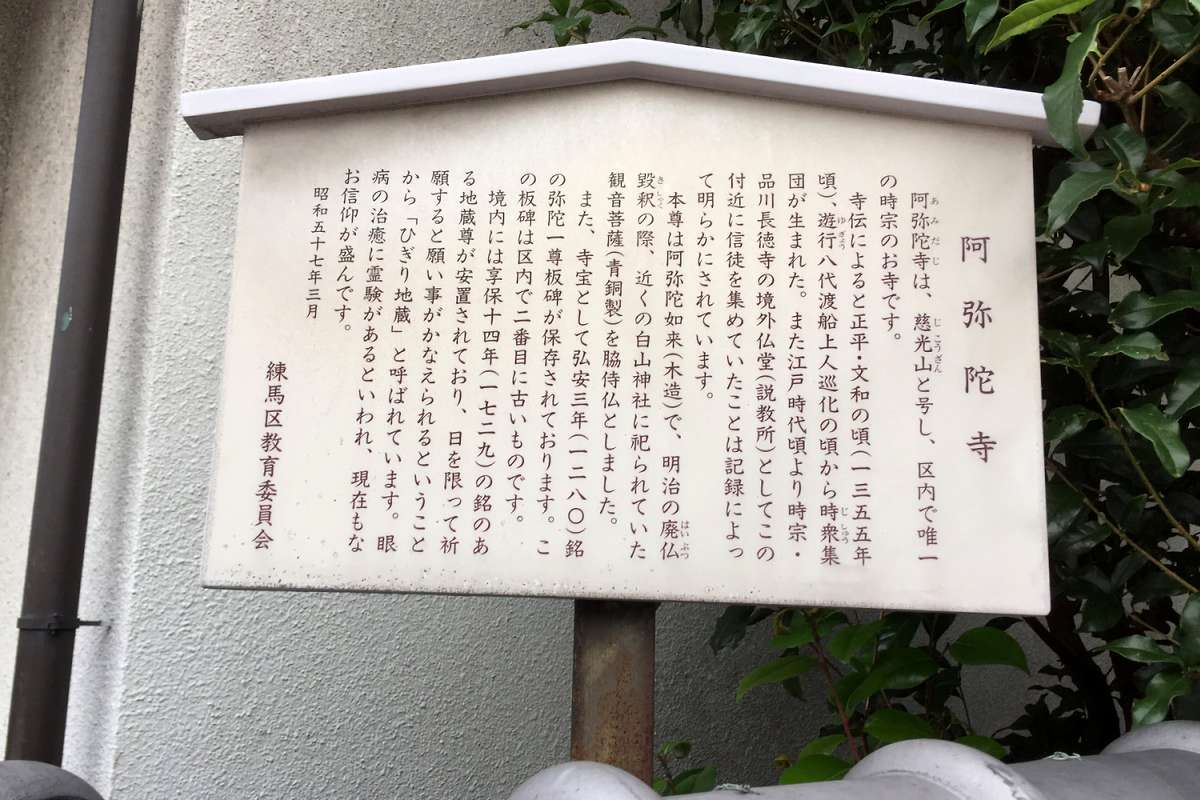 阿弥陀寺
阿弥陀寺は、慈光山と号し、区内で唯一
の時宗のお寺です。
寺伝によると正平・文和の頃(一三五五年
頃)、遊行八代渡船上人巡化の頃から時衆集
団が生まれた。また江戸時代頃より時宗・
品川長徳寺の境外仏堂(説教所)としてこの
付近に信徒を集めていたことは記録によっ
て明らかにされています。
本尊は阿弥陀如来(木造)で、明治の廃仏
毀釈の際、近くの白山神社に祀られていた
観音菩薩(青銅製)を脇侍仏としました。
また、寺宝として弘安三年(一二八〇)銘
の弥陀一尊板碑が保存されております。こ
の板碑は区内で二番目に古いものです。
境内には享保十四年(一七二九)の銘のあ
る地蔵尊が安置されており、日を限って祈
願すると願い事がかなえられるということ
から「ひぎり地蔵」と呼ばれています。眼
病の治癒に霊験があるといわれ、現在もな
お信仰が盛んです。
昭和五十七年三月
練馬区教育委員会